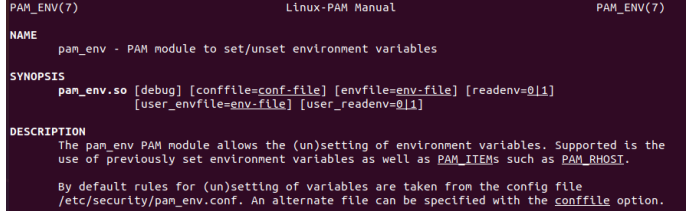 PAM_ENV(7) Linux-PAM Manual PAM_ENV(7)
NAME
pam_env - PAM module to set/unset environment variables
SYNOPSIS
pam_env.so [debug] [conffile=conf-file] [envfile=env-file] [readenv=0|1]
[user_envfile=env-file] [user_readenv=0|1]
DESCRIPTION
The pam_env PAM module allows the (un)setting of environment variables. Supported is the
use of previously set environment variables as well as PAM_ITEMs such as PAM_RHOST.
By default rules for (un)setting of variables are taken from the config file
/etc/security/pam_env.conf. An alternate file can be specified with the conffile option.